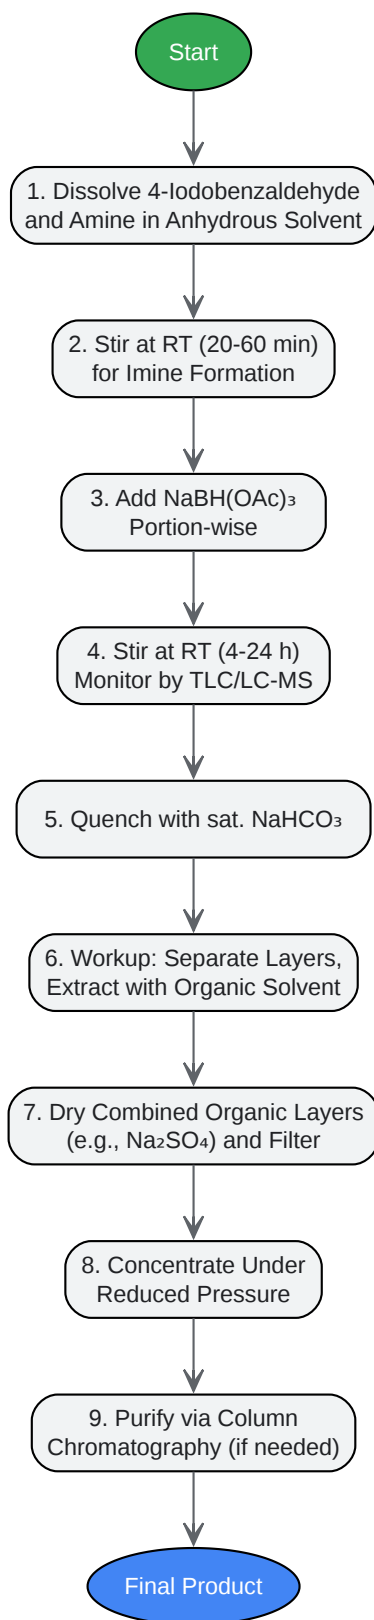 Start
1. Dissolve 4-Iodobenzaldehyde
and Amine in Anhydrous Solvent
2. Stir at RT (20-60 min)
for Imine Formation
3. Add NaBH(OAc)₃
Portion-wise
4. Stir at RT (4-24 h)
Monitor by TLC/LC-MS
5. Quench with sat. NaHCO₃
6. Workup: Separate Layers,
Extract with Organic Solvent
7. Dry Combined Organic Layers
(e.g., Na₂SO₄) and Filter
8. Concentrate Under
Reduced Pressure
9. Purify via Column
Chromatography (if needed)
Final Product